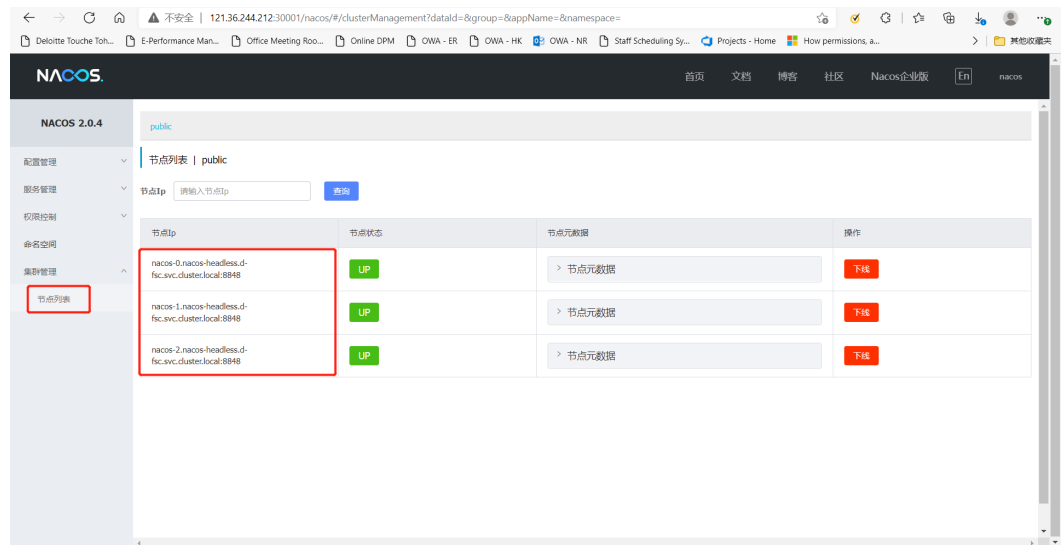 不安全 | 121.36.244.212:30001/nacos/#/clusterManagement?dataId=&group=&appName=&namespace=
Deloitte Touche Toh... E-Performance Man... Office Meeting Roo... Online DPM OWA - ER OWA - HK OWA - NR Staff Scheduling Sy... Projects - Home How permissions, a... 其他收藏夹
NACOS. 首页 文档 博客 社区 Nacos企业版 En nacos
NACOS 2.0.4
配置管理
服务管理
权限控制
命名空间
集群管理
节点列表
public
节点列表 | public
节点Ip 请输入节点Ip 查询
节点Ip 节点状态 节点元数据 操作
nacos-0.nacos-headless.d-
fsc.svc.cluster.local:8848
UP 节点元数据 下线
nacos-1.nacos-headless.d-
fsc.svc.cluster.local:8848
UP 节点元数据 下线
nacos-2.nacos-headless.d-
fsc.svc.cluster.local:8848
UP 节点元数据 下线